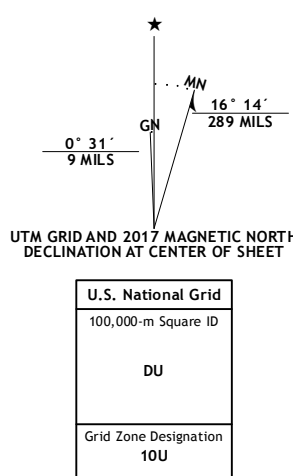 ★
MN
GN
16° 14´
289 MILS
0° 31´
9 MILS
UTM GRID AND 2017 MAGNETIC NORTH
DECLINATION AT CENTER OF SHEET
U.S. National Grid
100,000-m Square ID
DU
Grid Zone Designation
10U